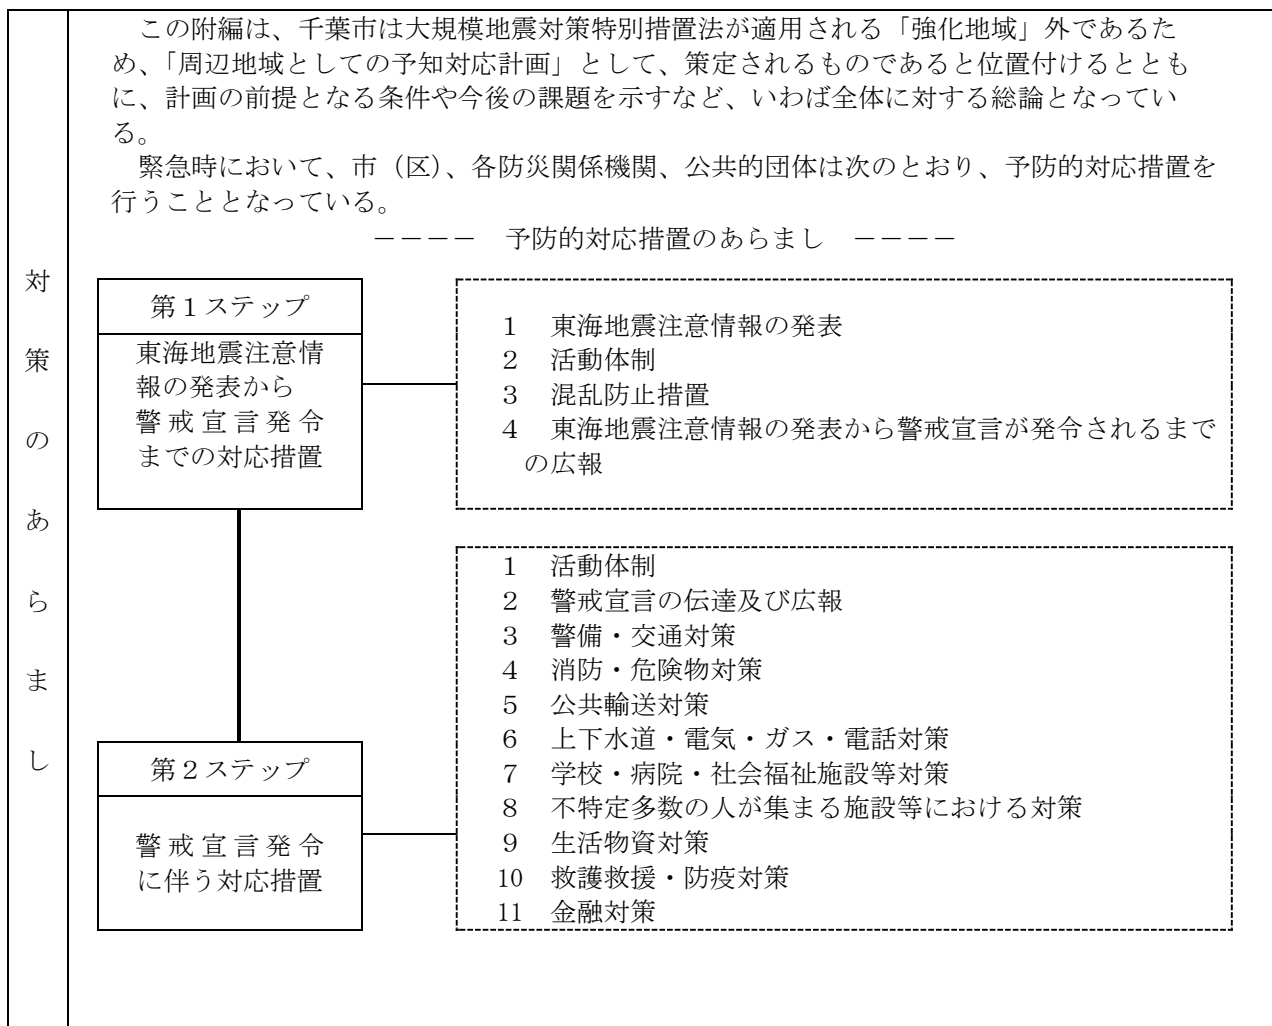 この附編は、千葉市は大規模地震対策特別措置法が適用される「強化地域」外であるた
め、「周辺地域としての予知対応計画」として、策定されるものであると位置付けるととも
に、計画の前提となる条件や今後の課題を示すなど、いわば全体に対する総論となってい
る。
緊急時において、市（区）、各防災関係機関、公共的団体は次のとおり、予防的対応措置を
行うこととなっている。
－－－－　予防的対応措置のあらまし　－－－－
対策のあらまし
第１ステップ
東海地震注意情
報の発表から
警戒宣言発令
までの対応措置
１　東海地震注意情報の発表
２　活動体制
３　混乱防止措置
４　東海地震注意情報の発表から警戒宣言が発令されるまで
の広報
第２ステップ
警戒宣言発令
に伴う対応措置
１　活動体制
２　警戒宣言の伝達及び広報
３　警備・交通対策
４　消防・危険物対策
５　公共輸送対策
６　上下水道・電気・ガス・電話対策
７　学校・病院・社会福祉施設等対策
８　不特定多数の人が集まる施設等における対策
９　生活物資対策
10　救護救援・防疫対策
11　金融対策